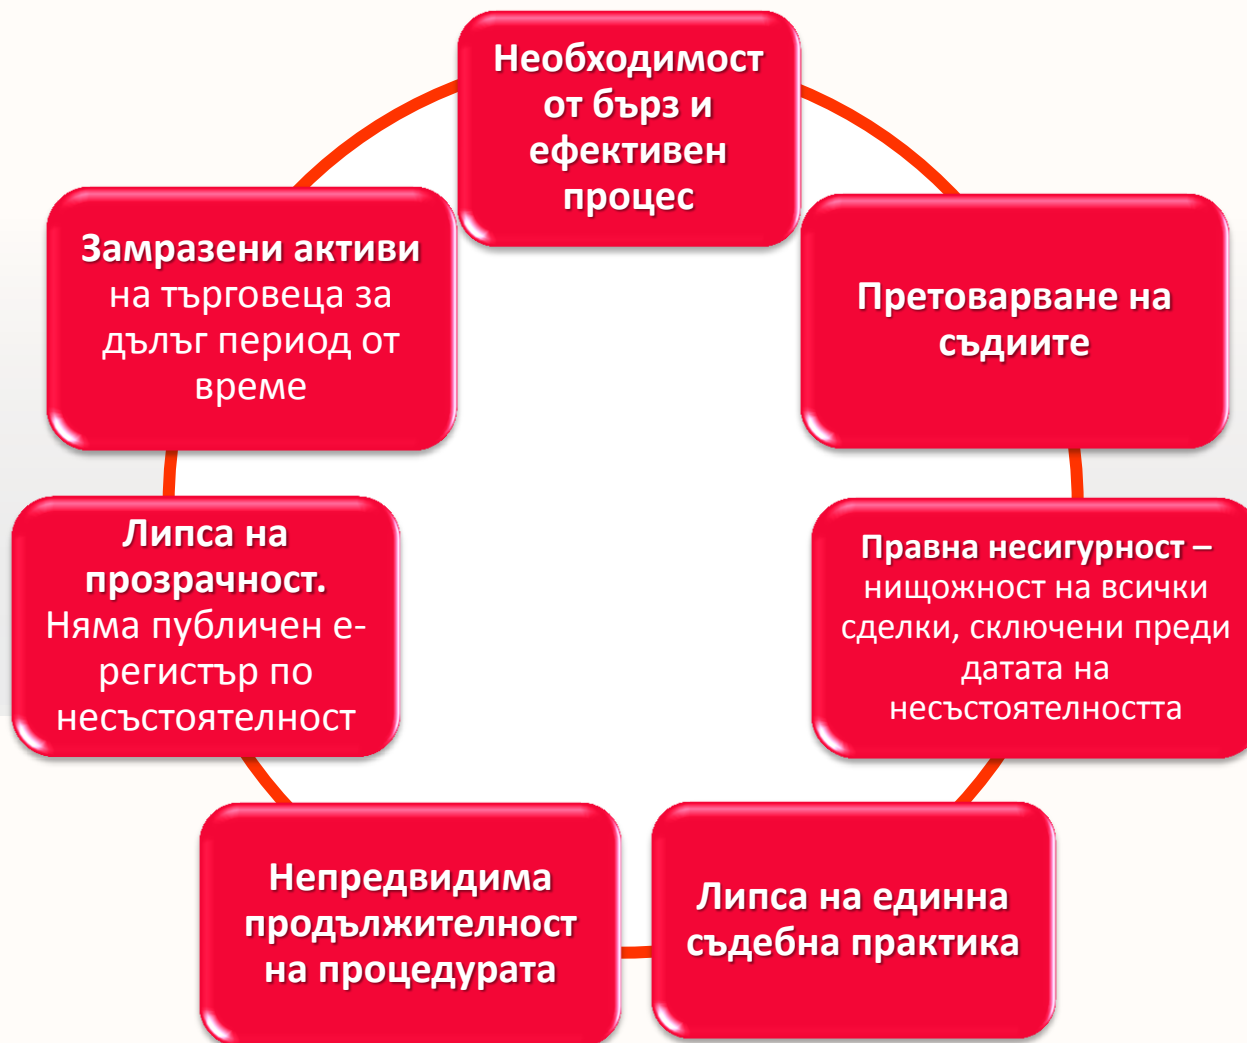 Необходимост
от бърз и
ефективен
процес
Претоварване на
съдиите
Правна несигурност –
нищожност на всички
сделки, сключени преди
датата на
несъстоятелността
Липса на единна
съдебна практика
Непредвидима
продължителност
на процедурата
Липса на
прозрачност.
Няма публичен е-
регистър по
несъстоятелност
Замразени активи
на търговеца за
дълъг период от
време